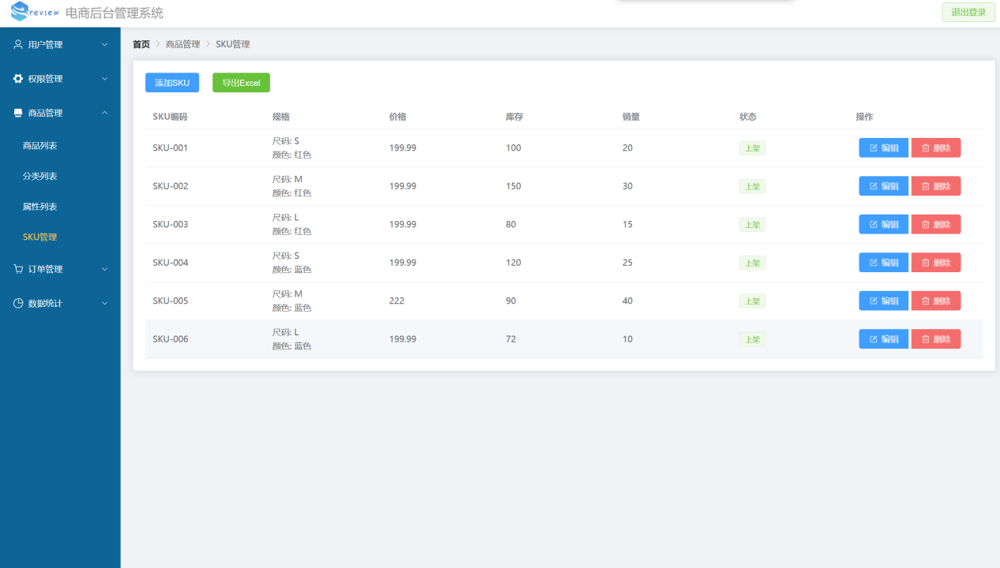 review 电商后台管理系统
退出登录
用户管理
权限管理
商品管理
商品列表
分类列表
属性列表
SKU管理
订单管理
数据统计
首页 商品管理 SKU管理
添加SKU 导出Excel
SKU编码 规格 价格 库存 销量 状态 操作
SKU-001 尺码: S 颜色: 红色 199.99 100 20 上架 编辑 删除
SKU-002 尺码: M 颜色: 红色 199.99 150 30 上架 编辑 删除
SKU-003 尺码: L 颜色: 红色 199.99 80 15 上架 编辑 删除
SKU-004 尺码: S 颜色: 蓝色 199.99 120 25 上架 编辑 删除
SKU-005 尺码: M 颜色: 蓝色 222 90 40 上架 编辑 删除
SKU-006 尺码: L 颜色: 蓝色 199.99 72 10 上架 编辑 删除